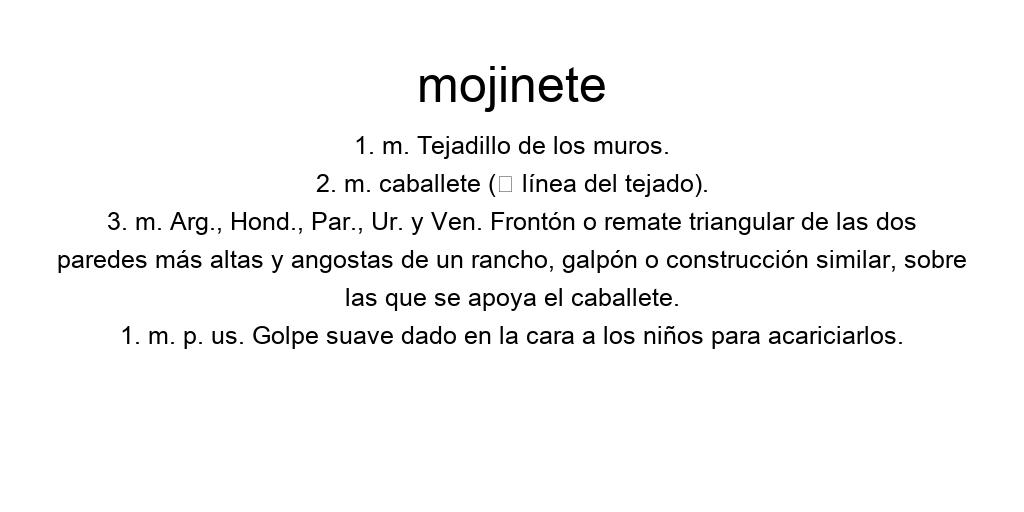 mojinete
1. m. Tejadillo de los muros.
2. m. caballete (▯ línea del tejado).
3. m. Arg., Hond., Par., Ur. y Ven. Frontón o remate triangular de las dos
paredes más altas y angostas de un rancho, galpón o construcción similar, sobre
las que se apoya el caballete.
1. m. p. us. Golpe suave dado en la cara a los niños para acariciarlos.